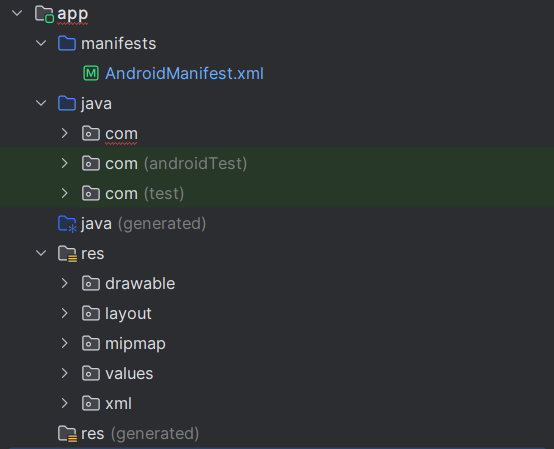 app
manifests
M AndroidManifest.xml
java
com
com (androidTest)
com (test)
java (generated)
res
drawable
layout
mipmap
values
xml
res (generated)